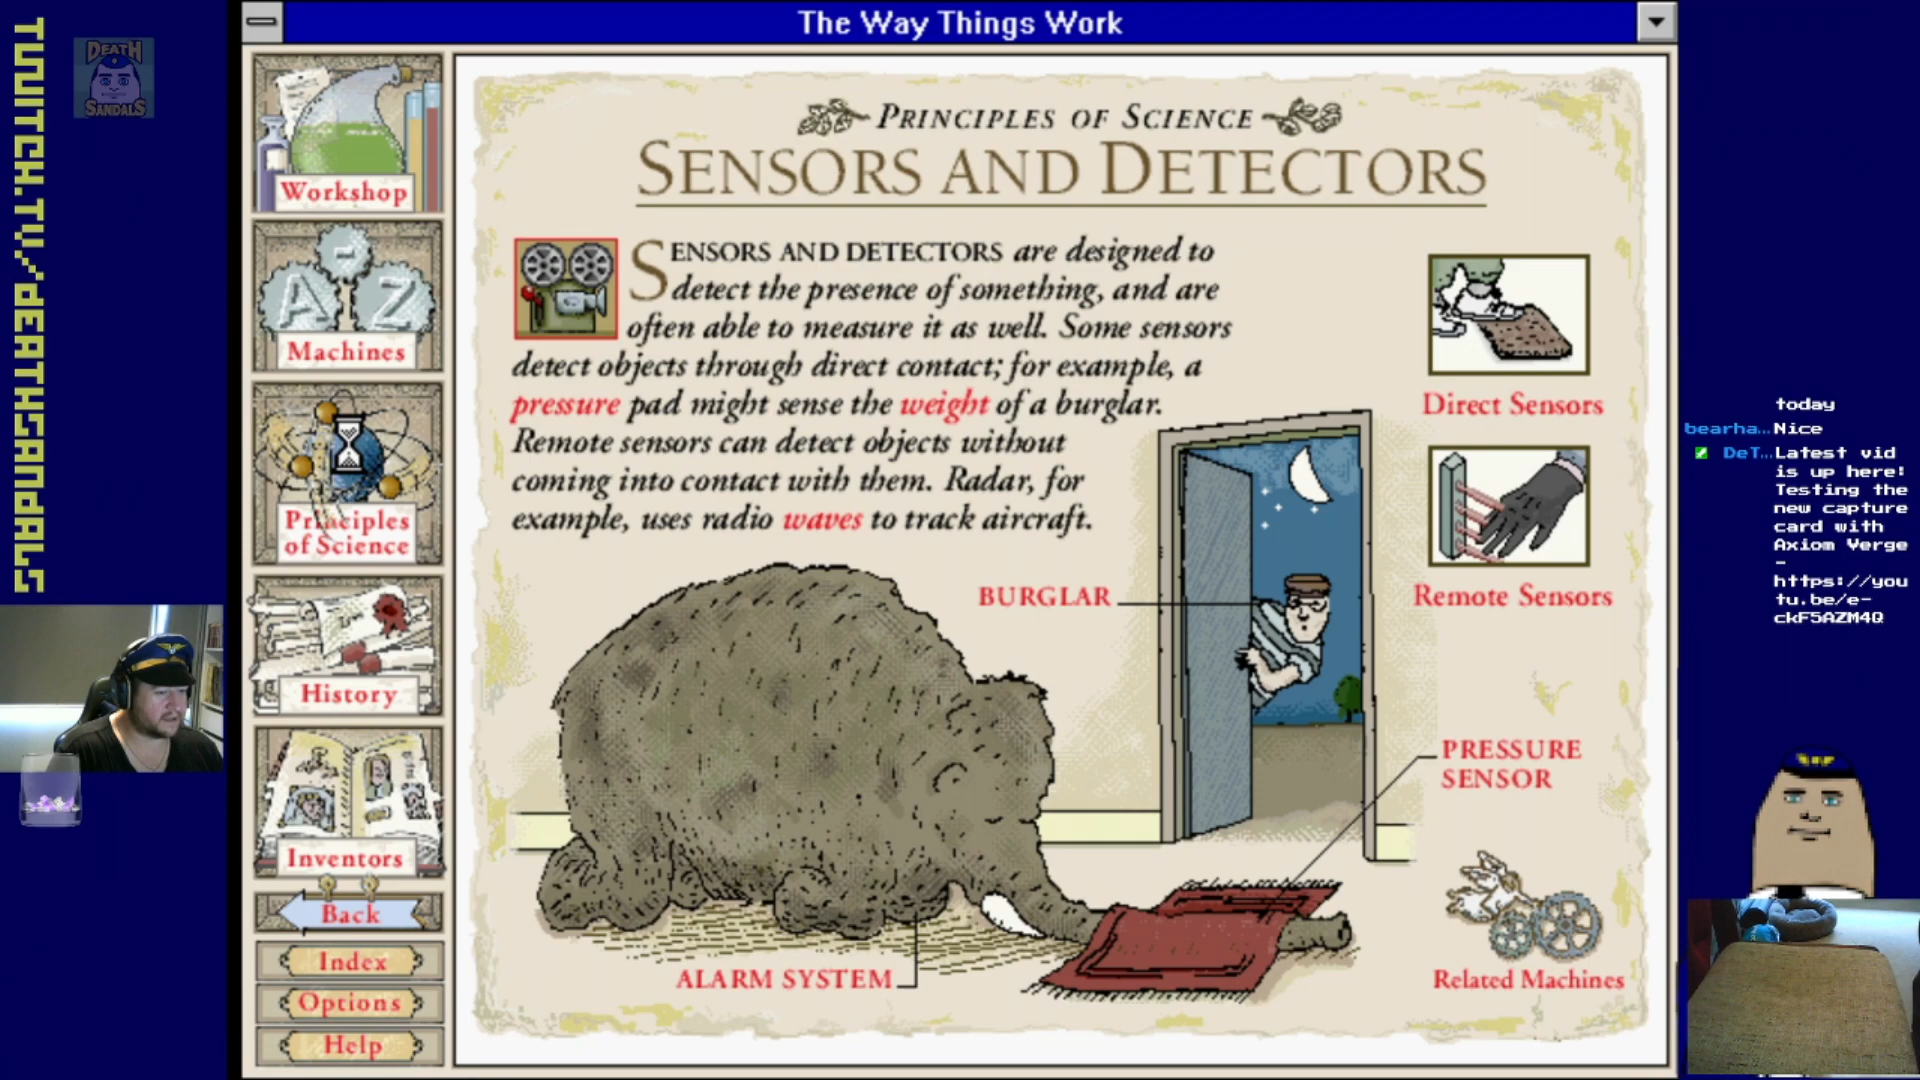 The Way Things Work
TWITCH.TV/DEATHSANDALS
DEATH
SANDALS
Workshop
A - Z
Machines
Principles
of Science
History
Inventors
Back
Index
Options
Help
PRINCIPLES OF SCIENCE
SENSORS AND DETECTORS
SENSORS AND DETECTORS are designed to
detect the presence of something, and are
often able to measure it as well. Some sensors
detect objects through direct contact; for example, a
pressure pad might sense the weight of a burglar.
Remote sensors can detect objects without
coming into contact with them. Radar, for
example, uses radio waves to track aircraft.
Direct Sensors
Remote Sensors
BURGLAR
PRESSURE
SENSOR
ALARM SYSTEM
Related Machines
today
bearha...Nice
DeT...Latest vid
is up here:
Testing the
new capture
card with
Axiom Verge
-
https://you
tu.be/e-
ckF5AZM4Q